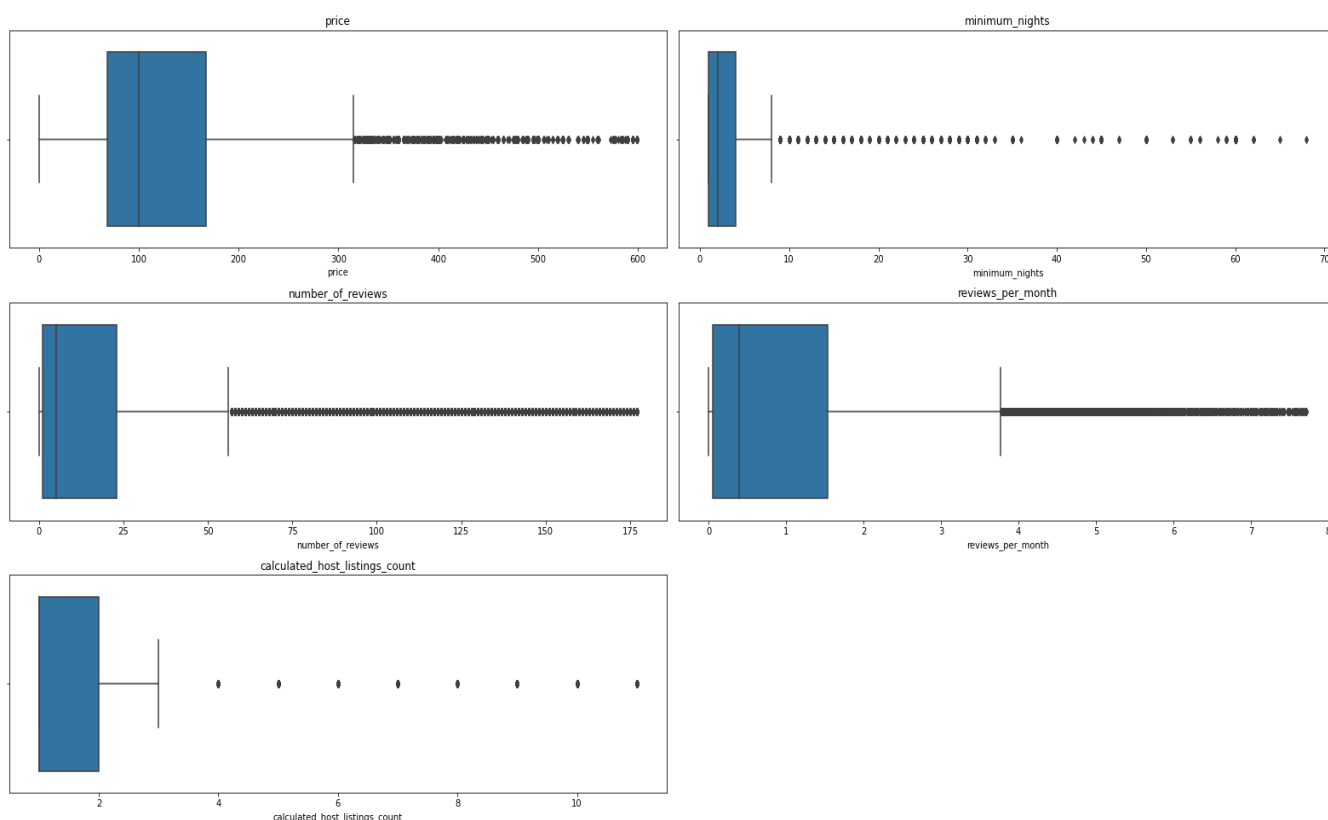 price
0 100 200 300 400 500 600
price
minimum_nights
0 10 20 30 40 50 60 70
minimum_nights
number_of_reviews
0 25 50 75 100 125 150 175
number_of_reviews
reviews_per_month
0 1 2 3 4 5 6 7 8
reviews_per_month
calculated_host_listings_count
2 4 6 8 10
calculated_host_listings_count